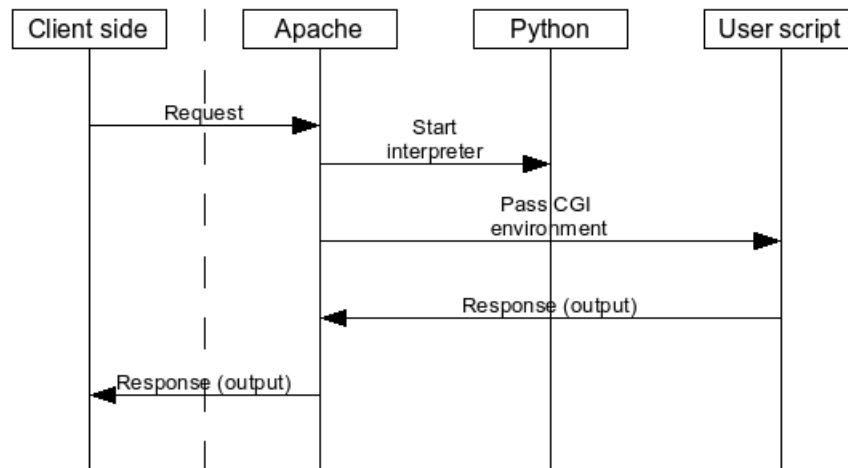 Client side
Apache
Python
User script
Request
Start
interpreter
Pass CGI
environment
Response (output)
Response (output)